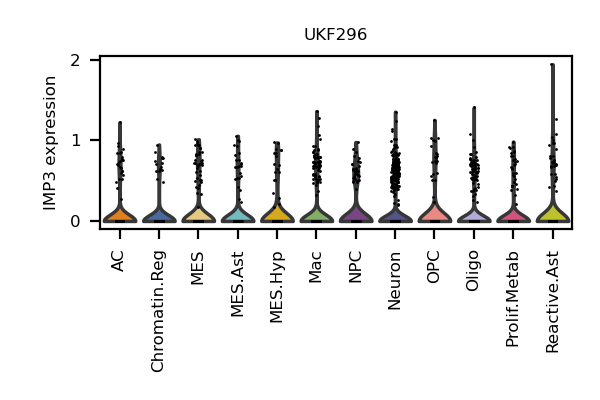 UKF296
IMP3 expression
2
1
0
AC
Chromatin.Reg
MES
MES.Ast
MES.Hyp
Mac
NPC
Neuron
OPC
Oligo
Prolif.Metab
Reactive.Ast